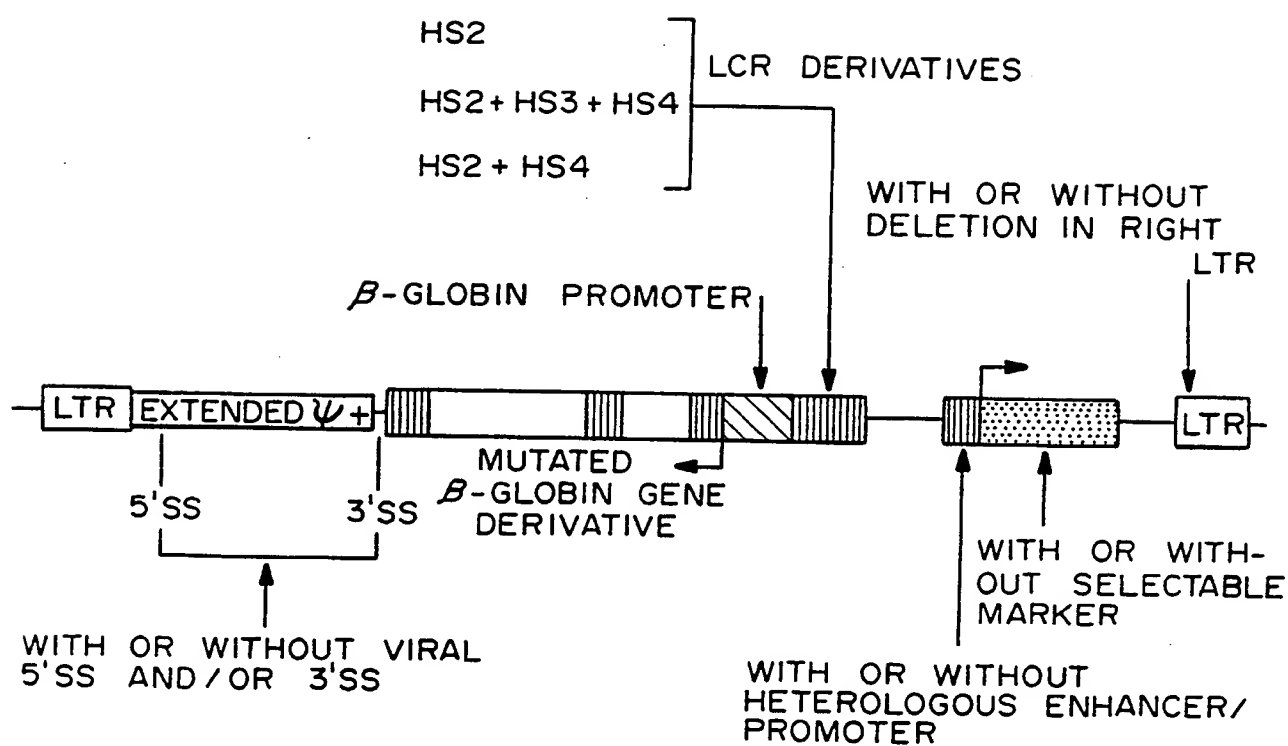 HS2
HS2 + HS3 + HS4
HS2 + HS4
LCR DERIVATIVES
WITH OR WITHOUT
DELETION IN RIGHT
LTR
β-GLOBIN PROMOTER
LTR
EXTENDED Ψ +
LTR
5'SS
3'SS
MUTATED
β-GLOBIN GENE
DERIVATIVE
WITH OR WITHOUT VIRAL
5'SS AND/OR 3'SS
WITH OR WITH-
OUT SELECTABLE
MARKER
WITH OR WITHOUT
HETEROLOGOUS ENHANCER/
PROMOTER